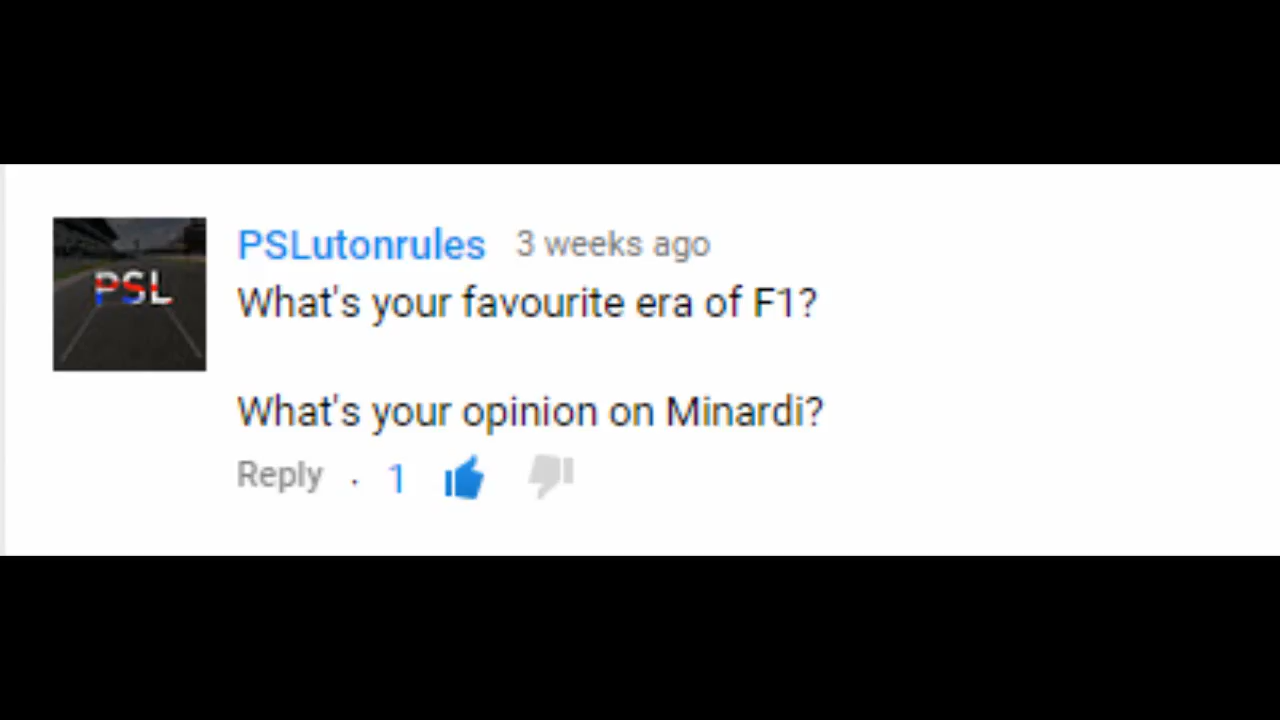 PSL
PSLutonrules 3 weeks ago
What's your favourite era of F1?
What's your opinion on Minardi?
Reply · 1